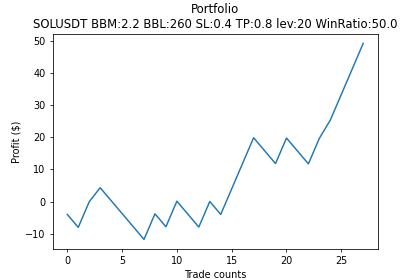 Portfolio
SOLUSDT BBM:2.2 BBL:260 SL:0.4 TP:0.8 lev:20 WinRatio:50.0
50
40
30
20
10
0
−10
Profit ($)
0 5 10 15 20 25
Trade counts